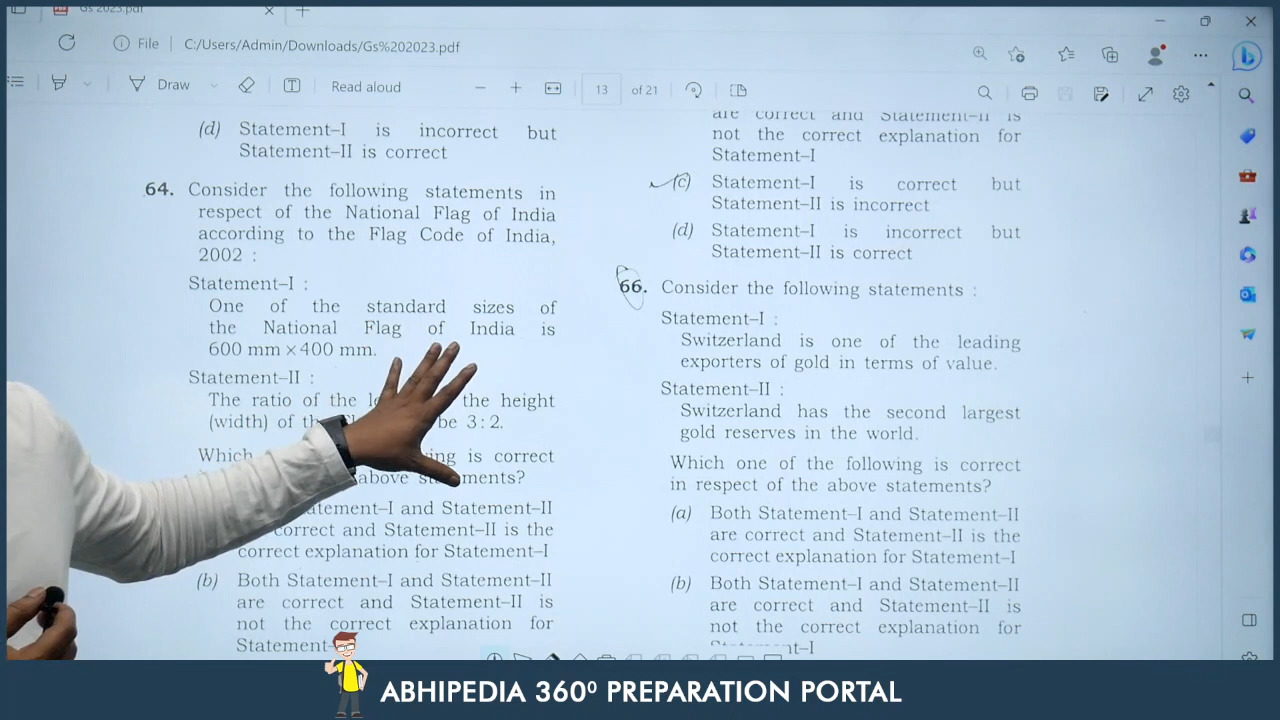 Gs 2023.pdf
File
C:/Users/Admin/Downloads/Gs%202023.pdf
Draw
Read aloud
13
of 21
(d) Statement–I is incorrect but
Statement–II is correct
64. Consider the following statements in
respect of the National Flag of India
according to the Flag Code of India,
2002 :
Statement–I :
One of the standard sizes of
the National Flag of India is
600 mm × 400 mm.
Statement–II :
The ratio of the the height
(width) of be 3 : 2.
Which is correct
above
Statement–II
correct and Statement–II is the
correct explanation for Statement–I
(b) Both Statement–I and Statement–II
are correct and Statement–II is
not the correct explanation for
are correct and Statement–II is
not the correct explanation for
Statement–I
(c) Statement–I is correct but
Statement–II is incorrect
(d) Statement–I is incorrect but
Statement–II is correct
66. Consider the following statements :
Statement–I :
Switzerland is one of the leading
exporters of gold in terms of value.
Statement–II :
Switzerland has the second largest
gold reserves in the world.
Which one of the following is correct
in respect of the above statements?
(a) Both Statement–I and Statement–II
are correct and Statement–II is the
correct explanation for Statement–I
(b) Both Statement–I and Statement–II
are correct and Statement–II is
not the correct explanation for
ABHIPEDIA 360⁰ PREPARATION PORTAL